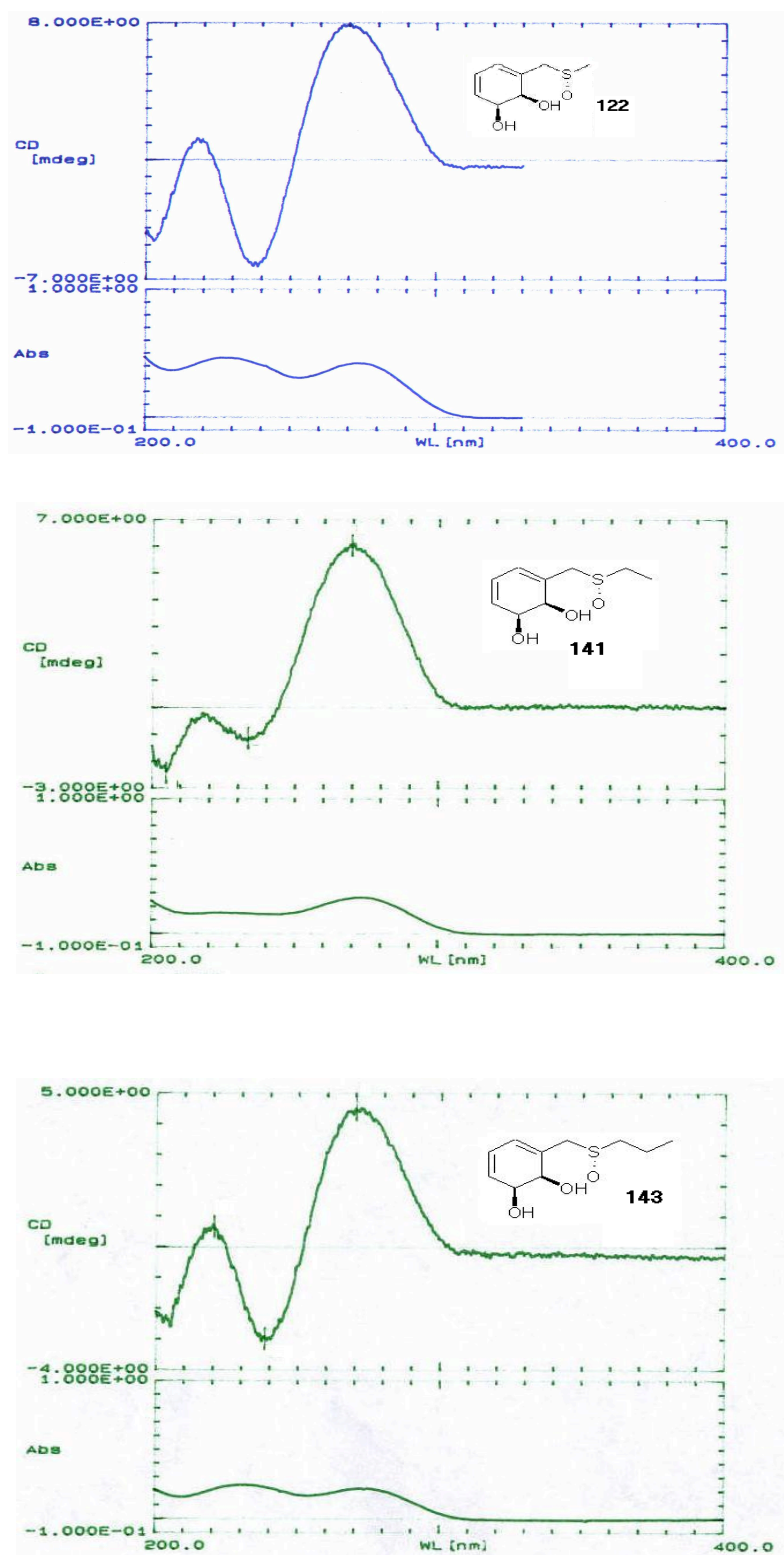 8.000E+00
S
O
OH
OH
122
CD
[mdeg]
-7.000E+00
1.000E+00
Abs
-1.000E-01
200.0
WL [nm]
400.0
7.000E+00
S
O
OH
OH
141
CD
[mdeg]
-3.000E+00
1.000E+00
Abs
-1.000E-01
200.0
WL [nm]
400.0
5.000E+00
S
O
OH
OH
143
CD
[mdeg]
-4.000E+00
1.000E+00
Abs
-1.000E-01
200.0
WL [nm]
400.0